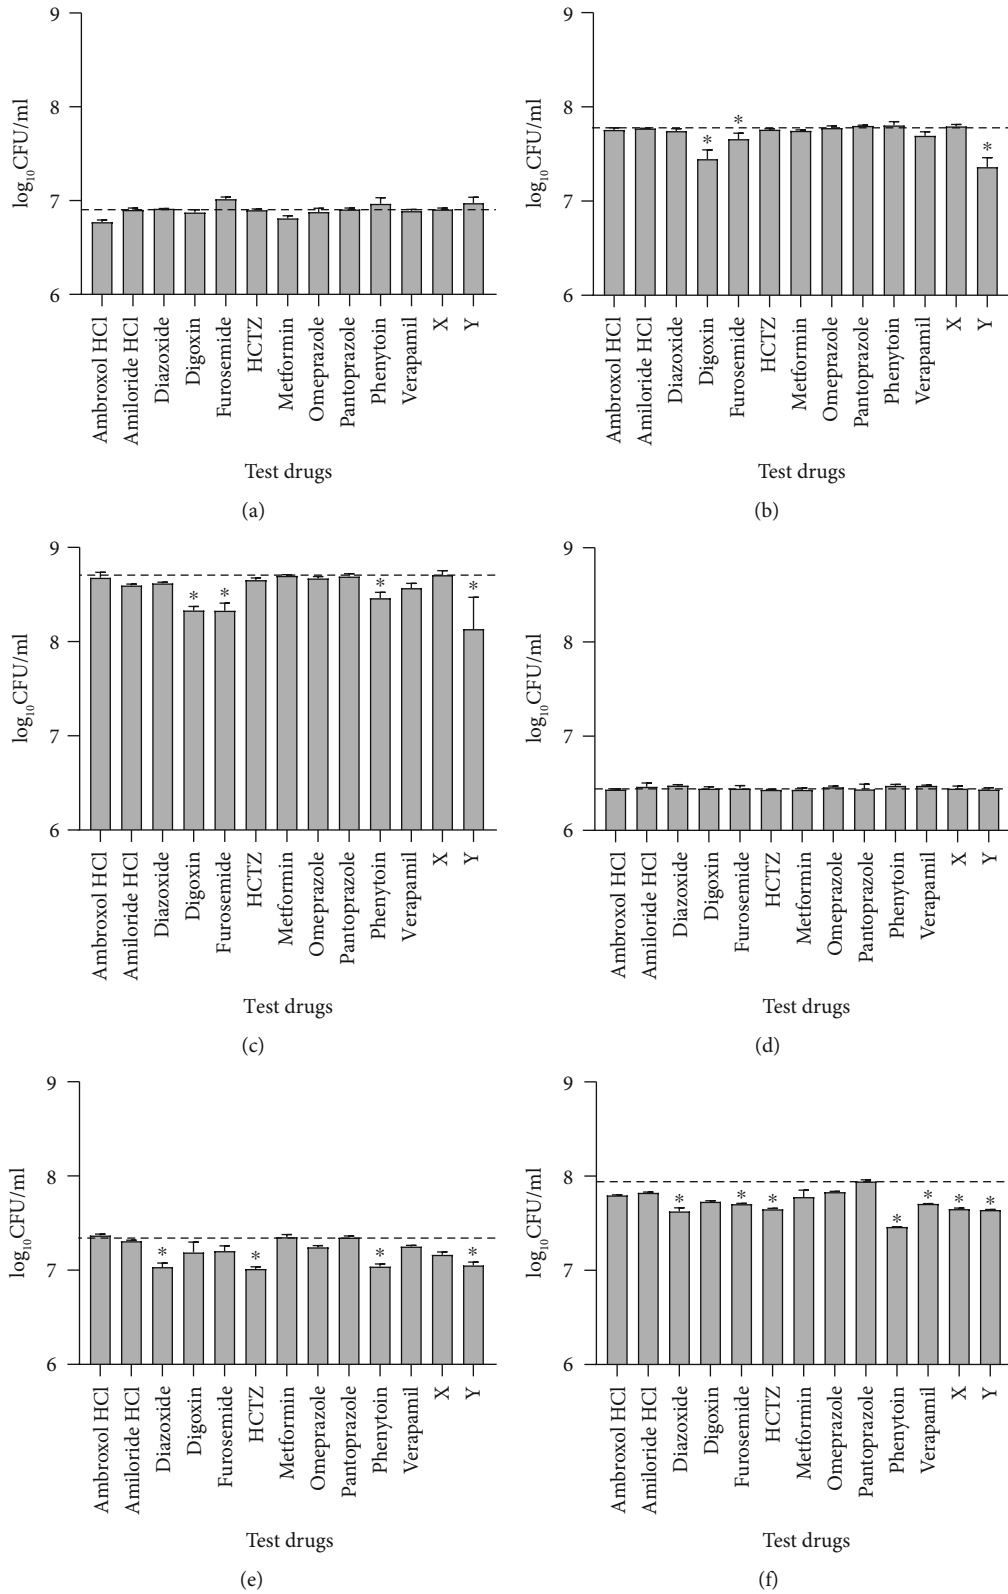 9
8
7
6
log₁₀CFU/ml
Ambroxol HCl
Amiloride HCl
Diazoxide
Digoxin
Furosemide
HCTZ
Metformin
Omeprazole
Pantoprazole
Phenytoin
Verapamil
X
Y
Test drugs
(a)
9
8
7
6
log₁₀CFU/ml
*
*
*
Ambroxol HCl
Amiloride HCl
Diazoxide
Digoxin
Furosemide
HCTZ
Metformin
Omeprazole
Pantoprazole
Phenytoin
Verapamil
X
Y
Test drugs
(b)
9
8
7
6
log₁₀CFU/ml
*
*
*
*
Ambroxol HCl
Amiloride HCl
Diazoxide
Digoxin
Furosemide
HCTZ
Metformin
Omeprazole
Pantoprazole
Phenytoin
Verapamil
X
Y
Test drugs
(c)
9
8
7
6
log₁₀CFU/ml
Ambroxol HCl
Amiloride HCl
Diazoxide
Digoxin
Furosemide
HCTZ
Metformin
Omeprazole
Pantoprazole
Phenytoin
Verapamil
X
Y
Test drugs
(d)
9
8
7
6
log₁₀CFU/ml
*
*
*
*
Ambroxol HCl
Amiloride HCl
Diazoxide
Digoxin
Furosemide
HCTZ
Metformin
Omeprazole
Pantoprazole
Phenytoin
Verapamil
X
Y
Test drugs
(e)
9
8
7
6
log₁₀CFU/ml
*
*
*
*
*
*
*
Ambroxol HCl
Amiloride HCl
Diazoxide
Digoxin
Furosemide
HCTZ
Metformin
Omeprazole
Pantoprazole
Phenytoin
Verapamil
X
Y
Test drugs
(f)